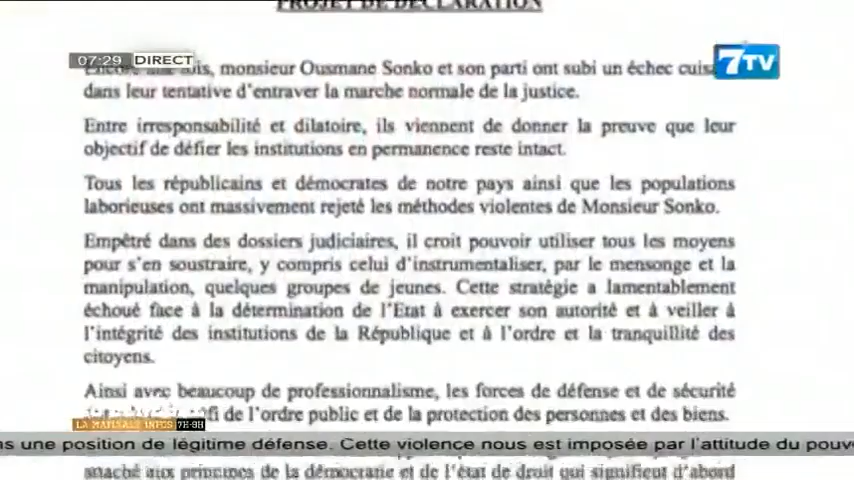 PROJET DE DÉCLARATION
07:29 DIRECT
7TV
Encore une fois, monsieur Ousmane Sonko et son parti ont subi un échec
dans leur tentative d'entraver la marche normale de la justice.
Entre irresponsabilité et dilatoire, ils viennent de donner la preuve que leur
objectif de défier les institutions en permanence reste intact.
Tous les républicains et démocrates de notre pays ainsi que les populations
laborieuses ont massivement rejeté les méthodes violentes de Monsieur Sonko.
Empêtré dans des dossiers judiciaires, il croit pouvoir utiliser tous les moyens
pour s'en soustraire, y compris celui d'instrumentaliser, par le mensonge et la
manipulation, quelques groupes de jeunes. Cette stratégie a lamentablement
échoué face à la détermination de l'Etat à exercer son autorité et à veiller à
l'intégrité des institutions de la République et à l'ordre et la tranquillité des
citoyens.
Ainsi avec beaucoup de professionnalisme, les forces de défense et de sécurité
de l'ordre public et de la protection des personnes et des biens.
LA MATINALE INFOS 7H-9H
as une position de légitime défense. Cette violence nous est imposée par l'attitude du pouv
aux principes de la démocratie et de l'état de droit qui signifient d'abord